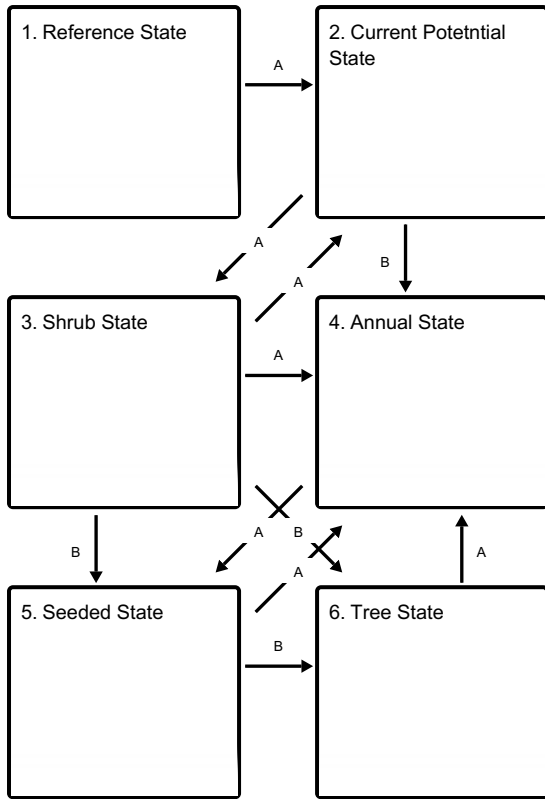 1. Reference State
A
2. Current Potetntial
State
A
A
B
3. Shrub State
A
4. Annual State
B
A
B
A
A
5. Seeded State
B
6. Tree State